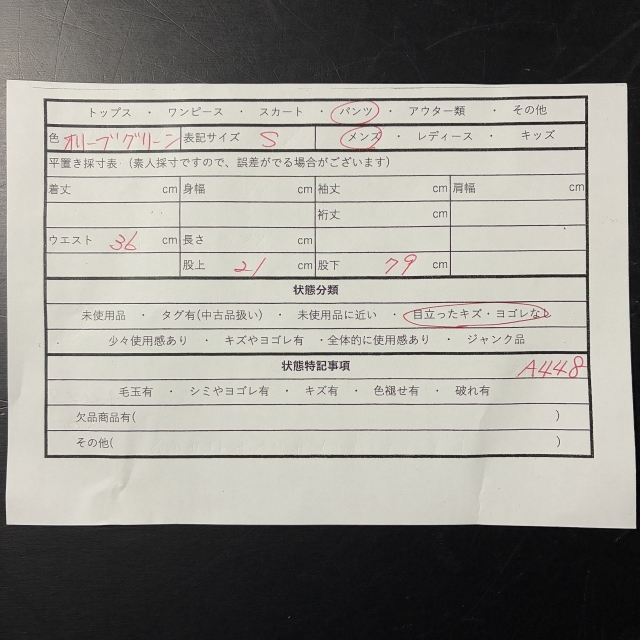 トップス ・ ワンピース ・ スカート ・ パンツ ・ アウター類 ・ その他
色 オリーブグリーン 表記サイズ S メンズ ・ レディース ・ キッズ
平置き採寸表（素人採寸ですので、誤差がでる場合がございます）
着丈 cm 身幅 cm 袖丈 cm 肩幅 cm
裄丈 cm
ウエスト 36 cm 長さ cm
股上 21 cm 股下 79 cm
状態分類
未使用品 ・ タグ有(中古品扱い) ・ 未使用品に近い ・ 目立ったキズ・ヨゴレなし
・ 少々使用感あり ・ キズやヨゴレ有 ・全体的に使用感あり ・ ジャンク品
状態特記事項 A448
毛玉有 ・ シミやヨゴレ有 ・ キズ有 ・ 色褪せ有 ・ 破れ有
欠品商品有( )
その他( )